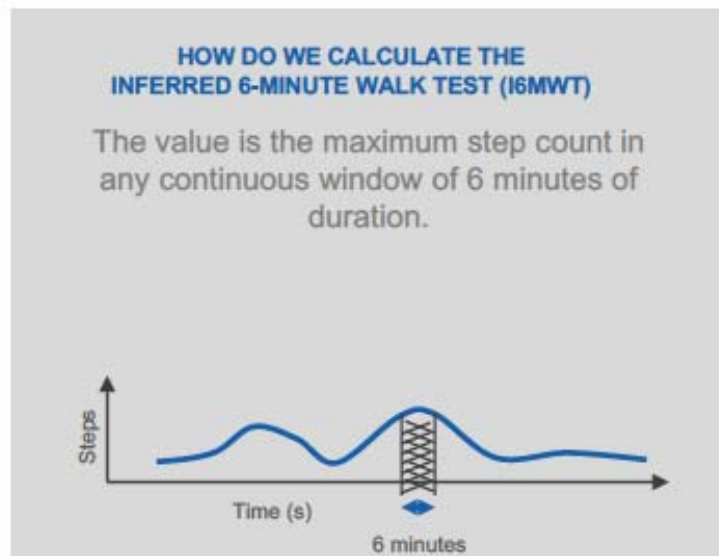 HOW DO WE CALCULATE THE
INFERRED 6-MINUTE WALK TEST (I6MWT)
The value is the maximum step count in
any continuous window of 6 minutes of
duration.
Steps
Time (s)
6 minutes